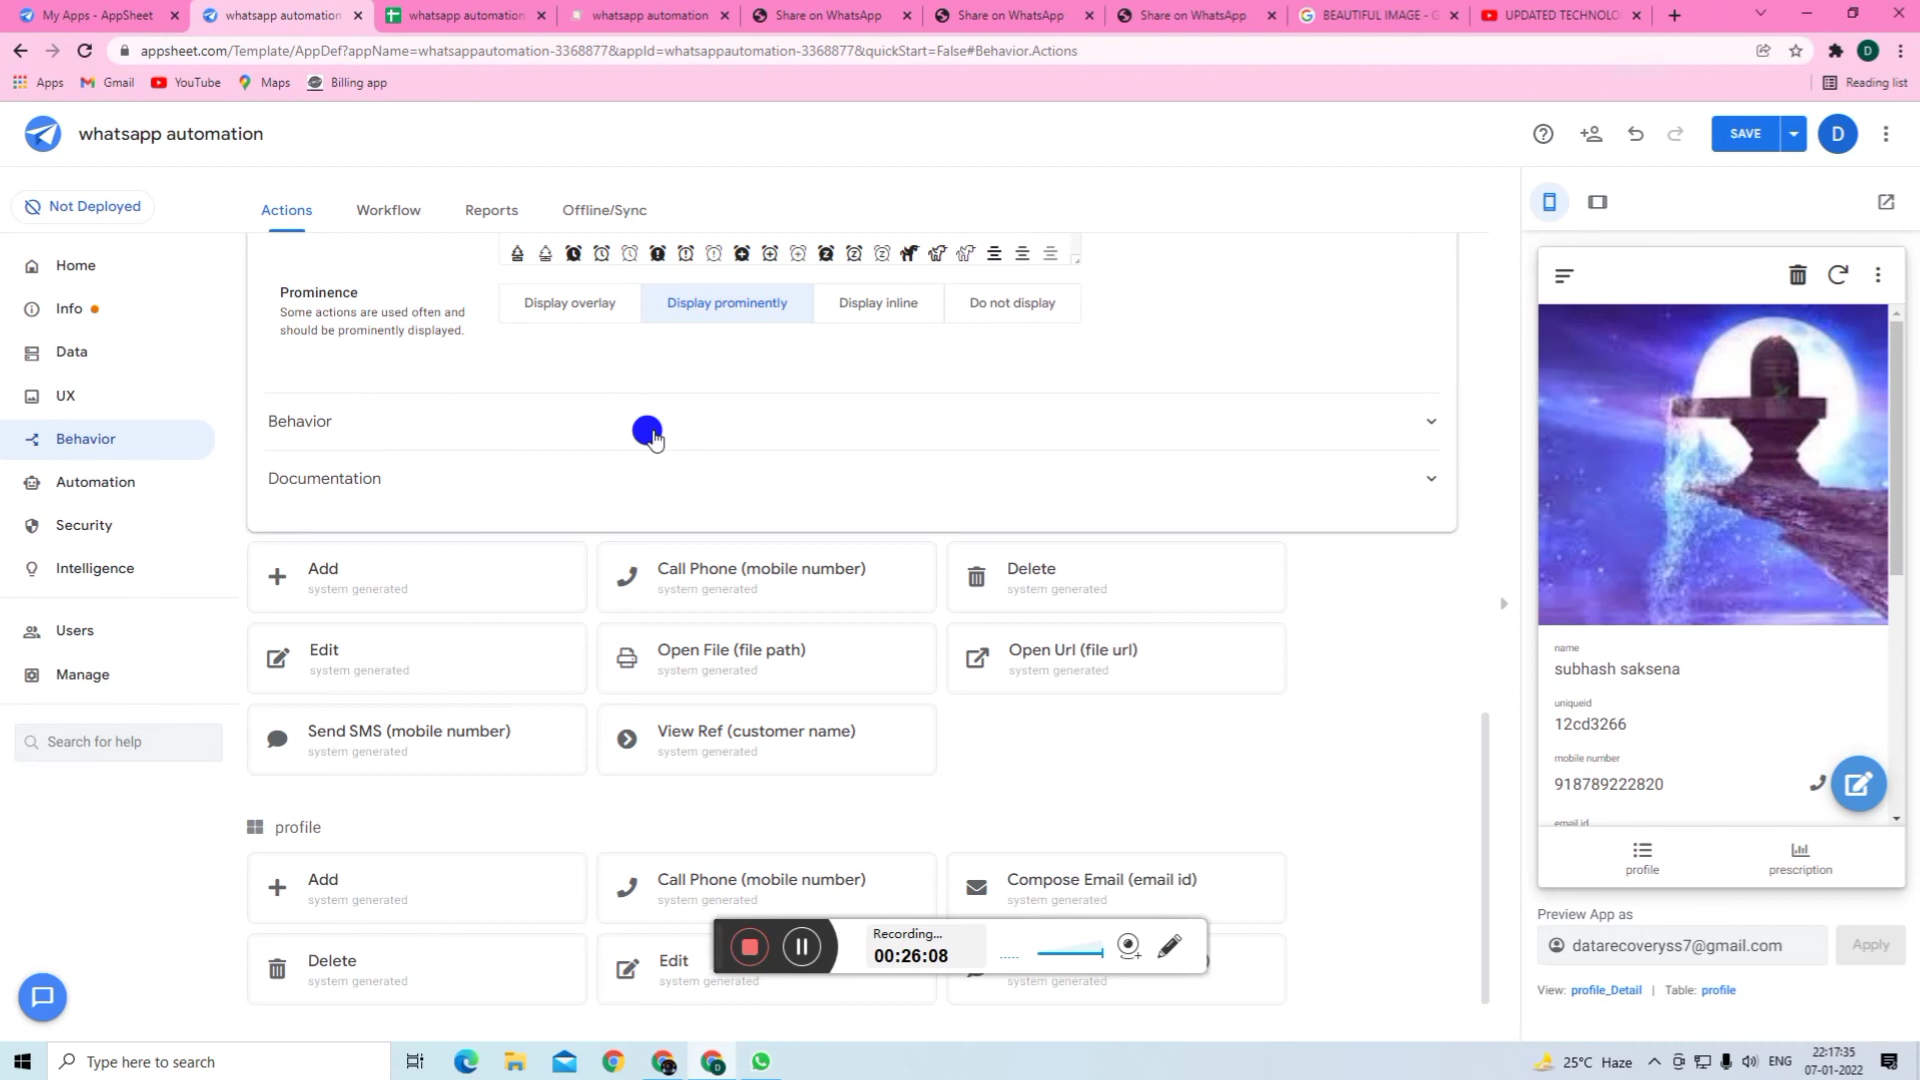 My Apps - AppSheet
whatsapp automation
whatsapp automation
whatsapp automation
Share on WhatsApp
Share on WhatsApp
Share on WhatsApp
BEAUTIFUL IMAGE - G
UPDATED TECHNOLO
appsheet.com/Template/AppDef?appName=whatsappautomation-3368877&appId=whatsappautomation-3368877&quickStart=False#Behavior.Actions
D
Apps
Gmail
YouTube
Maps
Billing app
Reading list
whatsapp automation
SAVE
D
Not Deployed
Actions
Workflow
Reports
Offline/Sync
Home
Info
Data
UX
Behavior
Automation
Security
Intelligence
Users
Manage
Search for help
Prominence
Some actions are used often and
should be prominently displayed.
Display overlay
Display prominently
Display inline
Do not display
Behavior
Documentation
Add
system generated
Call Phone (mobile number)
system generated
Delete
system generated
Edit
system generated
Open File (file path)
system generated
Open Url (file url)
system generated
Send SMS (mobile number)
system generated
View Ref (customer name)
system generated
profile
Add
system generated
Call Phone (mobile number)
system generated
Compose Email (email id)
system generated
Delete
system generated
Edit
system generated
system generated
Recording...
00:26:08
name
subhash saksena
uniqueid
12cd3266
mobile number
918789222820
email id
profile
prescription
Preview App as
datarecoveryss7@gmail.com
Apply
View: profile_Detail | Table: profile
Type here to search
25°C Haze
ENG
22:17:35
07-01-2022